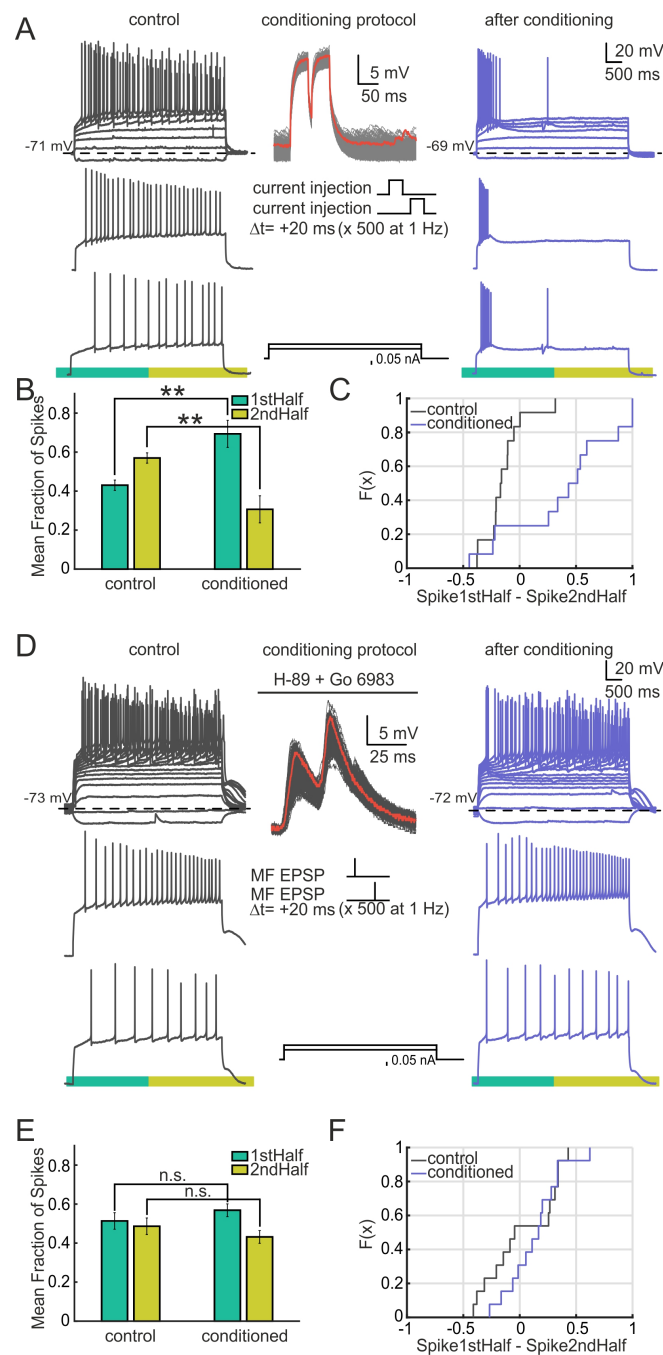 A
control
conditioning protocol
after conditioning
5 mV
50 ms
20 mV
500 ms
-71 mV
-69 mV
current injection
current injection
Δt= +20 ms (x 500 at 1 Hz)
0.05 nA
B
**
**
1stHalf
2ndHalf
Mean Fraction of Spikes
0.8
0.6
0.4
0.2
0
control
conditioned
C
control
conditioned
F(x)
1
0.8
0.6
0.4
0.2
0
-1
-0.5
0
0.5
1
Spike1stHalf - Spike2ndHalf
D
control
conditioning protocol
after conditioning
H-89 + Go 6983
5 mV
25 ms
20 mV
500 ms
-73 mV
-72 mV
MF EPSP
MF EPSP
Δt= +20 ms (x 500 at 1 Hz)
0.05 nA
E
n.s.
n.s.
1stHalf
2ndHalf
Mean Fraction of Spikes
0.8
0.6
0.4
0.2
0
control
conditioned
F
control
conditioned
F(x)
1
0.8
0.6
0.4
0.2
0
-1
-0.5
0
0.5
1
Spike1stHalf - Spike2ndHalf